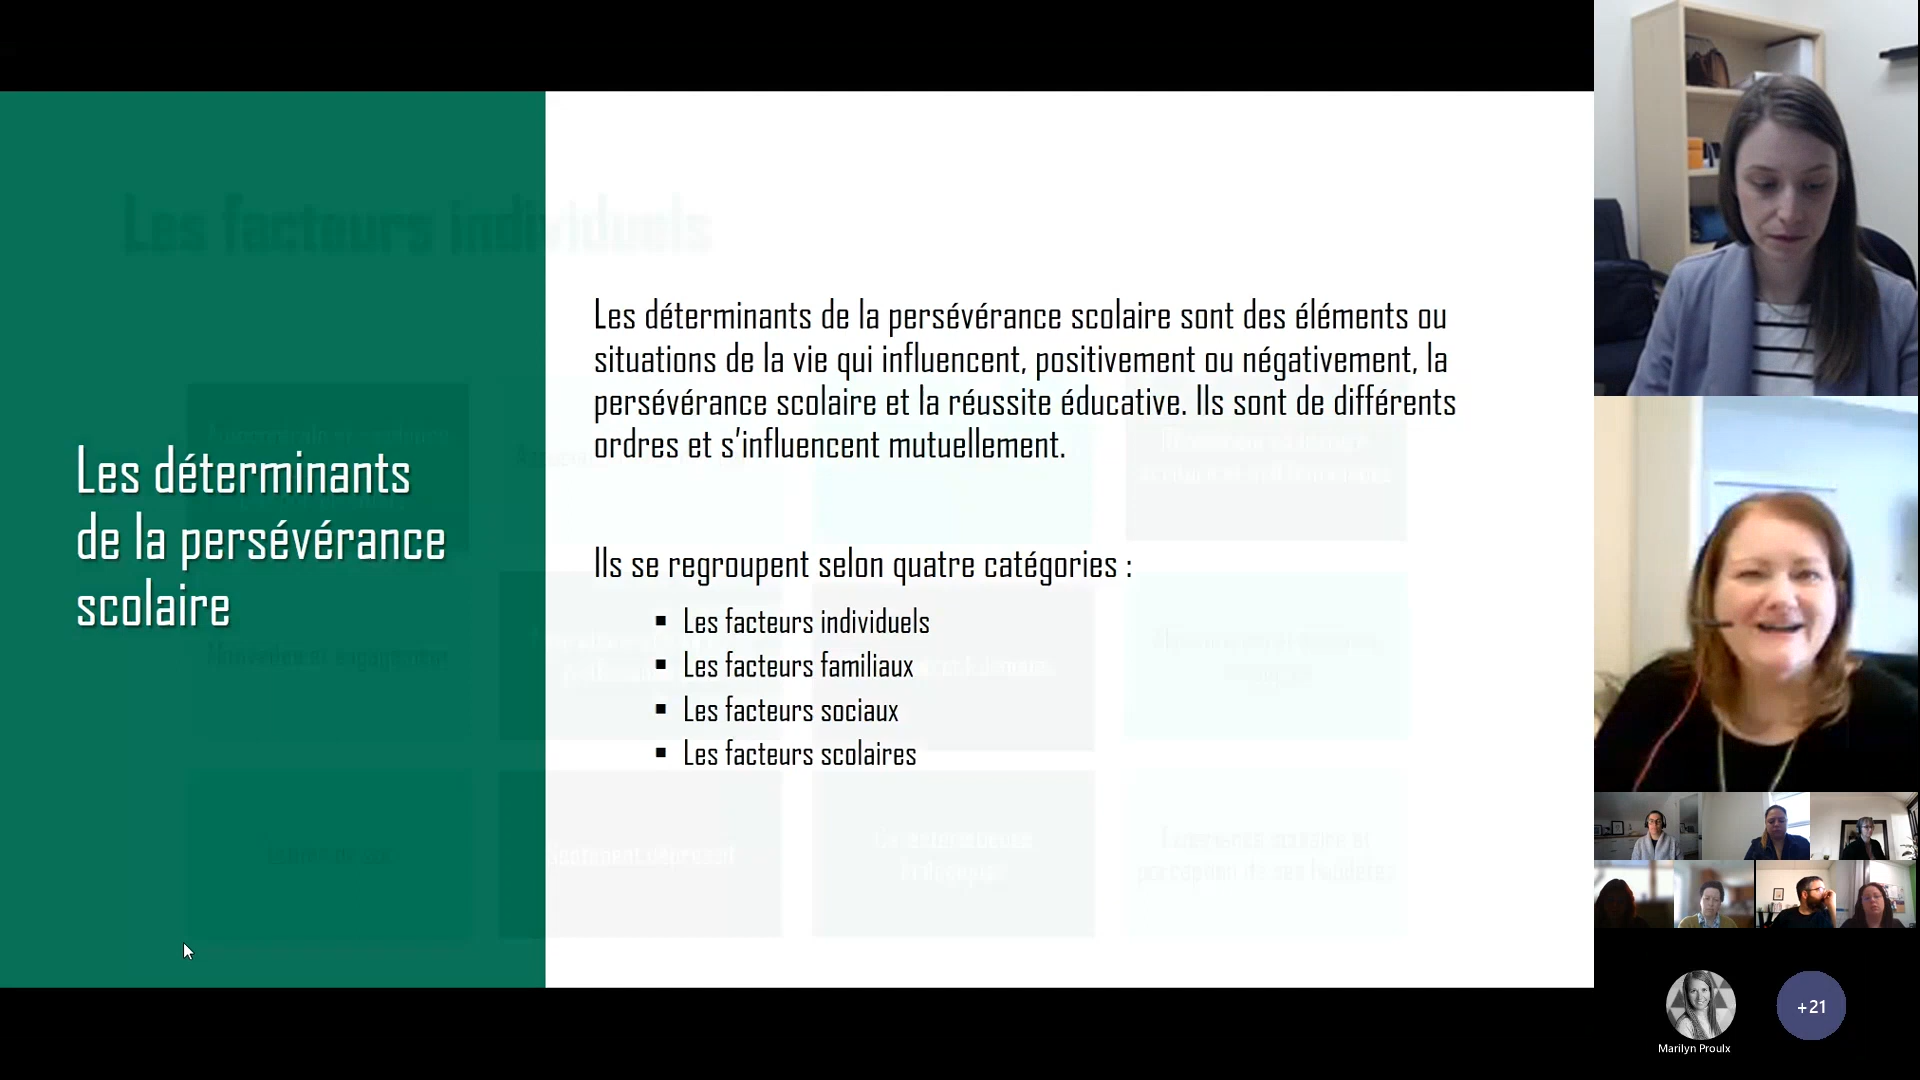 Les facteurs individuels
Les déterminants
de la persévérance
scolaire
Les déterminants de la persévérance scolaire sont des éléments ou
situations de la vie qui influencent, positivement ou négativement, la
persévérance scolaire et la réussite éducative. Ils sont de différents
ordres et s'influencent mutuellement.
Ils se regroupent selon quatre catégories :
▪ Les facteurs individuels
▪ Les facteurs familiaux
▪ Les facteurs sociaux
▪ Les facteurs scolaires
Marilyn Proulx
+21